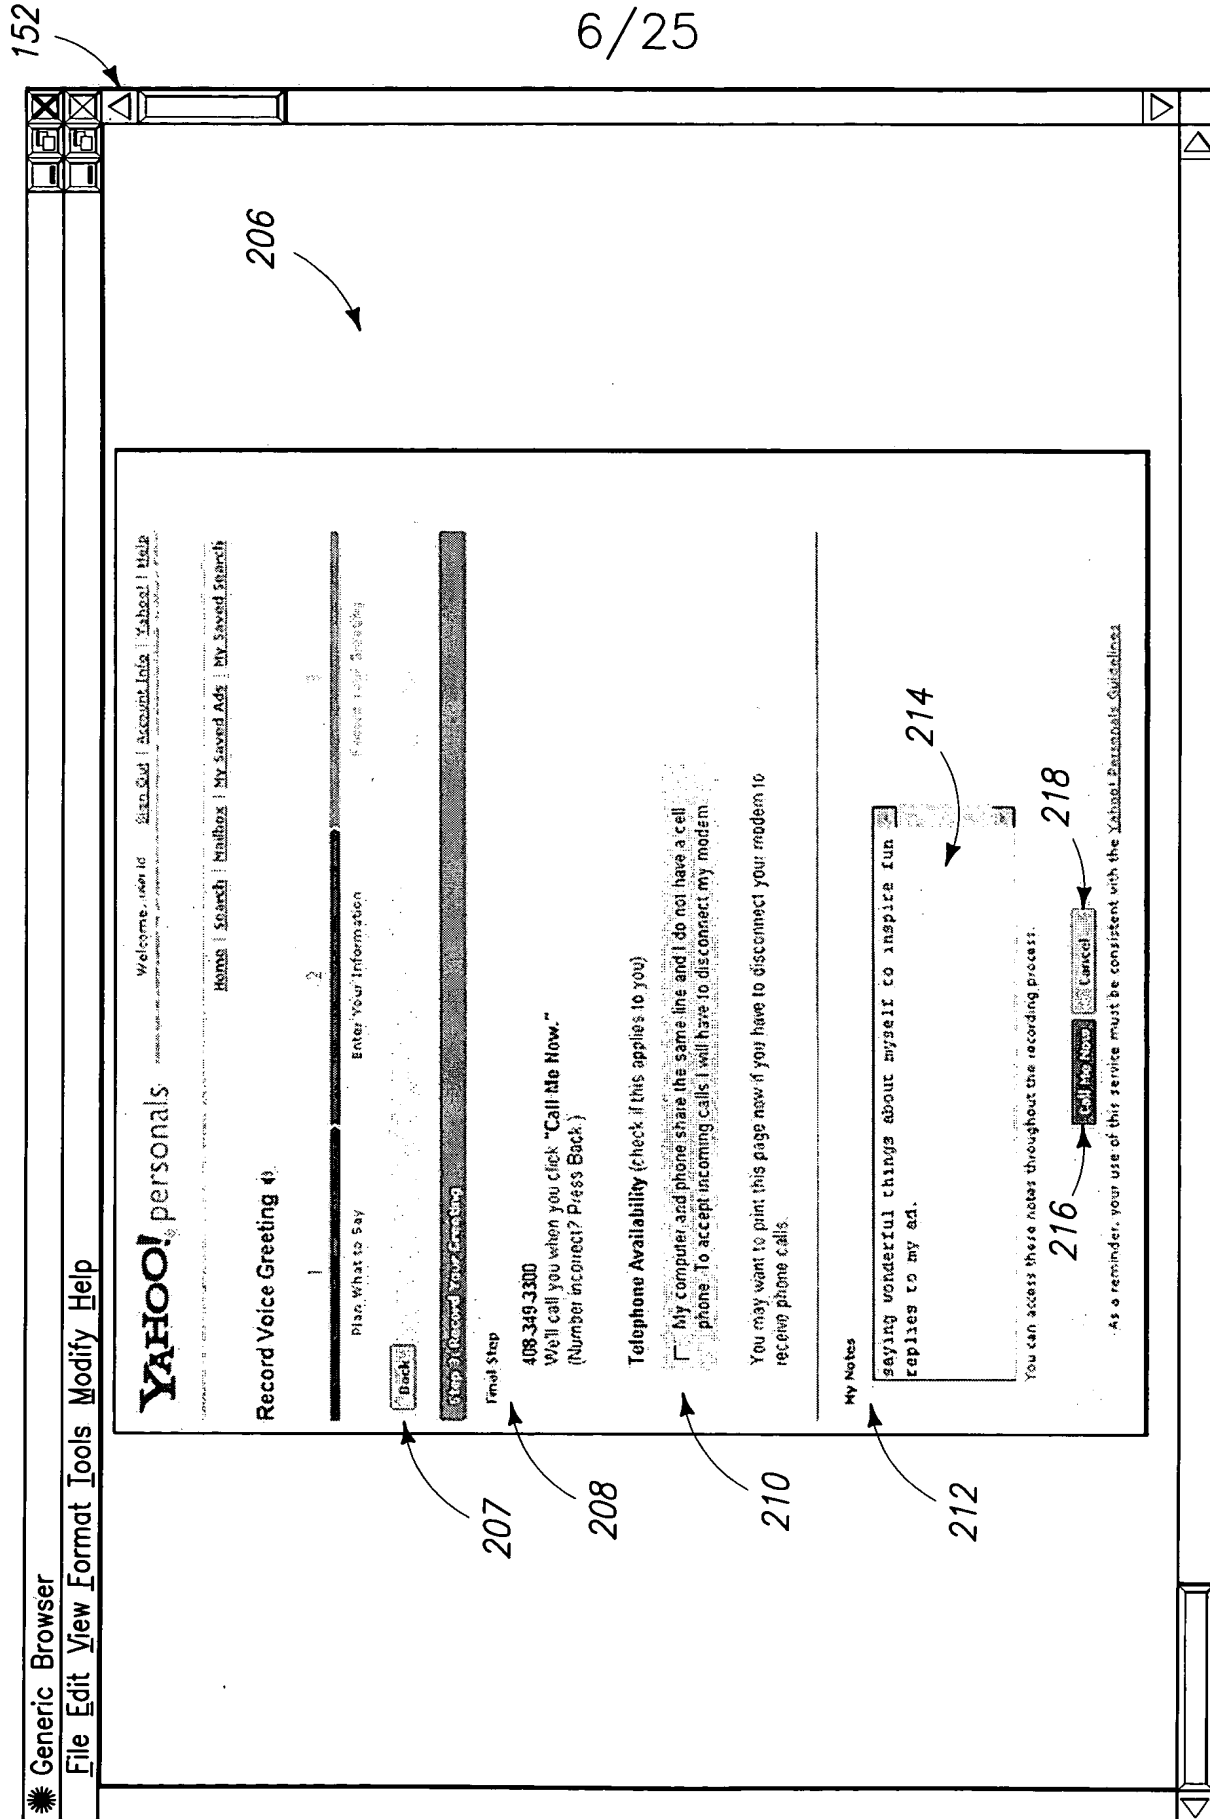 6/25
152
Generic Browser
File Edit View Format Tools Modify Help
YAHOO! personals
Welcome, user id
Sign Out | Account Info | Yahoo! | Help
Home | Search | Mailbox | My Saved Ads | My Saved Search
206
Record Voice Greeting
1 2 3
Plan What to Say Enter Your Information Record Your Greeting
Back
207
Step 3: Record Your Greeting
Final Step
208
408-349-3300
We'll call you when you click "Call Me Now."
(Number incorrect? Press Back.)
Telephone Availability (check if this applies to you)
210
My computer and phone share the same line and I do not have a cell
phone. To accept incoming calls I will have to disconnect my modem
You may want to print this page now if you have to disconnect your modem to
receive phone calls.
My Notes
212
saying wonderful things about myself to inspire fun
replies to my ad.
214
You can access these notes throughout the recording process.
216
Call Me Now Cancel
218
As a reminder, your use of this service must be consistent with the Yahoo! Personals Guidelines